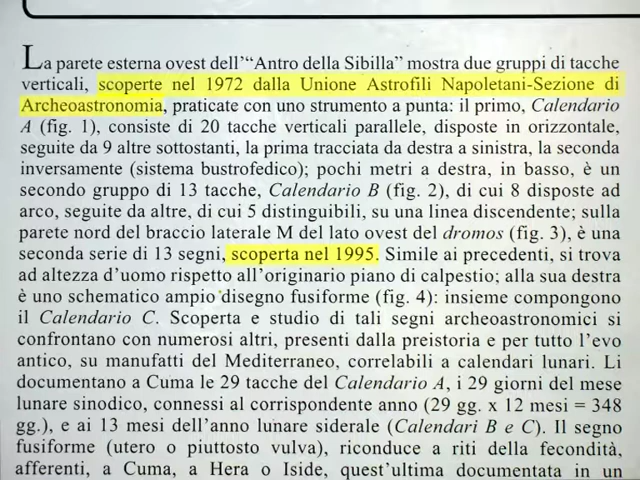 La parete esterna ovest dell'“Antro della Sibilla” mostra due gruppi di tacche
verticali, scoperte nel 1972 dalla Unione Astrofili Napoletani-Sezione di
Archeoastronomia, praticate con uno strumento a punta: il primo, Calendario
A (fig. 1), consiste di 20 tacche verticali parallele, disposte in orizzontale,
seguite da 9 altre sottostanti, la prima tracciata da destra a sinistra, la seconda
inversamente (sistema bustrofedico); pochi metri a destra, in basso, è un
secondo gruppo di 13 tacche, Calendario B (fig. 2), di cui 8 disposte ad
arco, seguite da altre, di cui 5 distinguibili, su una linea discendente; sulla
parete nord del braccio laterale M del lato ovest del dromos (fig. 3), è una
seconda serie di 13 segni, scoperta nel 1995. Simile ai precedenti, si trova
ad altezza d'uomo rispetto all'originario piano di calpestio; alla sua destra
è uno schematico ampio disegno fusiforme (fig. 4): insieme compongono
il Calendario C. Scoperta e studio di tali segni archeoastronomici si
confrontano con numerosi altri, presenti dalla preistoria e per tutto l'evo
antico, su manufatti del Mediterraneo, correlabili a calendari lunari. Li
documentano a Cuma le 29 tacche del Calendario A, i 29 giorni del mese
lunare sinodico, connessi al corrispondente anno (29 gg. x 12 mesi = 348
gg.), e ai 13 mesi dell'anno lunare siderale (Calendari B e C). Il segno
fusiforme (utero o piuttosto vulva), riconduce a riti della fecondità,
afferenti, a Cuma, a Hera o Iside, quest'ultima documentata in un